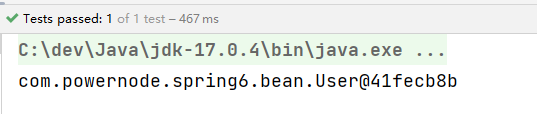 Tests passed: 1 of 1 test – 467 ms
C:\dev\Java\jdk-17.0.4\bin\java.exe ...
com.powernode.spring6.bean.User@41fecb8b